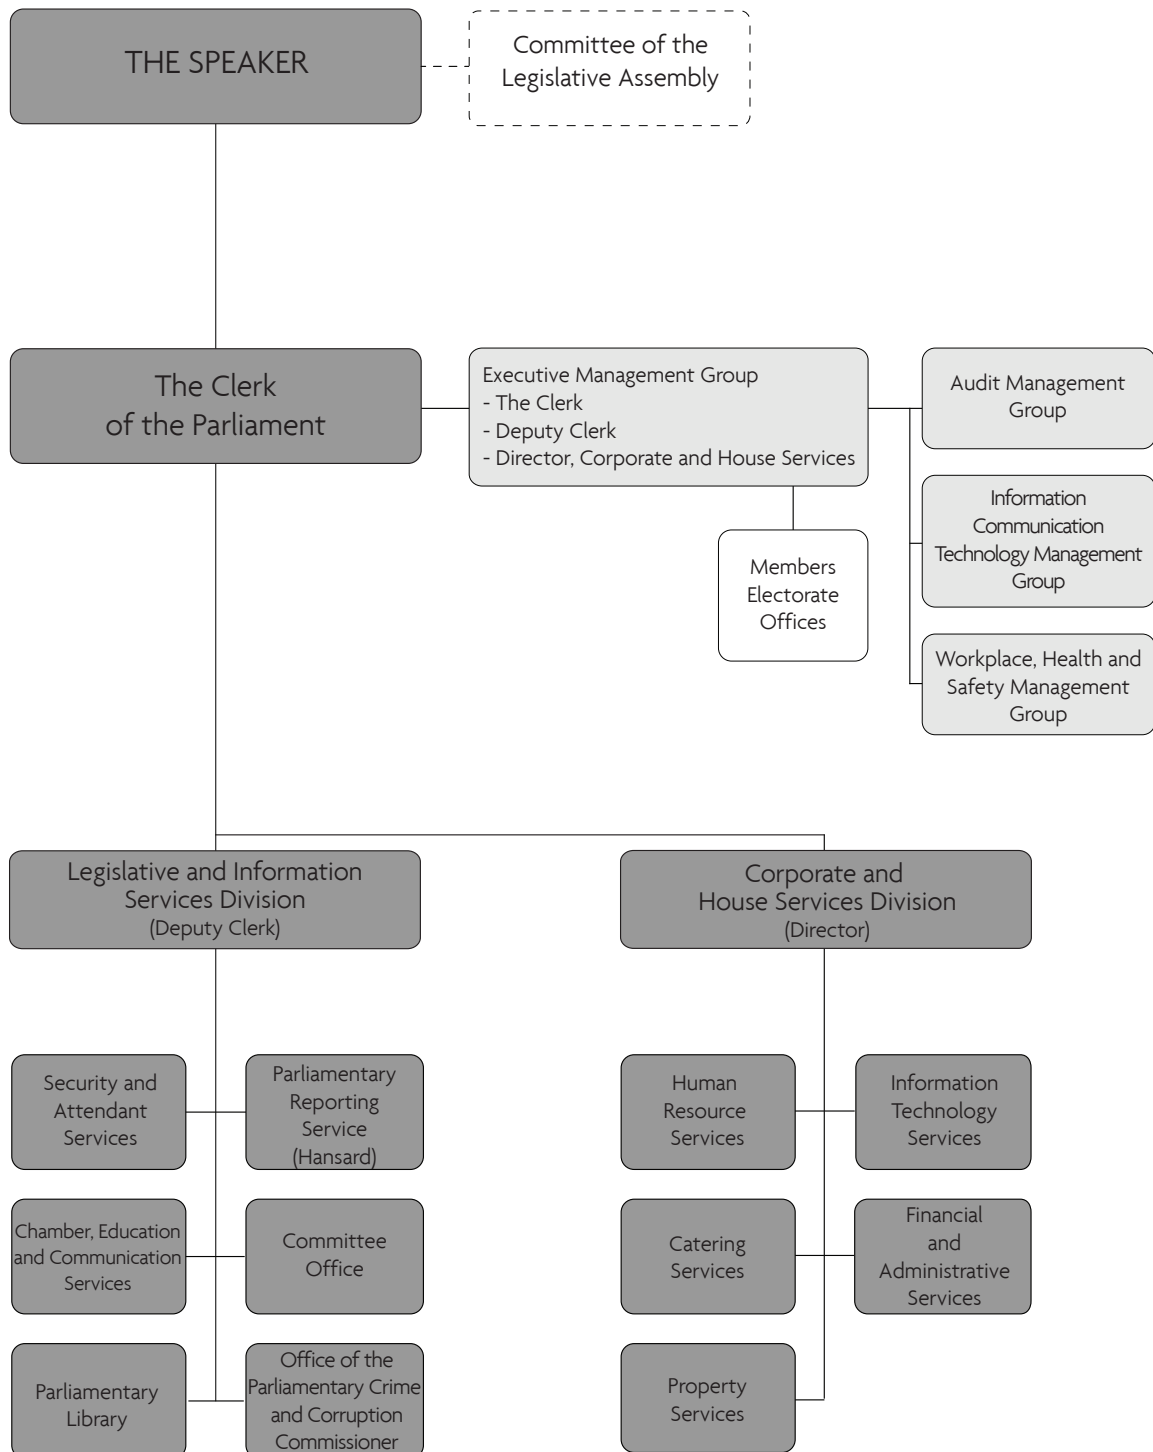 THE SPEAKER
Committee of the
Legislative Assembly
The Clerk
of the Parliament
Executive Management Group
- The Clerk
- Deputy Clerk
- Director, Corporate and House Services
Audit Management
Group
Information
Communication
Technology Management
Group
Members
Electorate
Offices
Workplace, Health and
Safety Management
Group
Legislative and Information
Services Division
(Deputy Clerk)
Corporate and
House Services Division
(Director)
Security and
Attendant
Services
Parliamentary
Reporting
Service
(Hansard)
Human
Resource
Services
Information
Technology
Services
Chamber, Education
and Communication
Services
Committee
Office
Catering
Services
Financial
and
Administrative
Services
Parliamentary
Library
Office of the
Parliamentary Crime
and Corruption
Commissioner
Property
Services